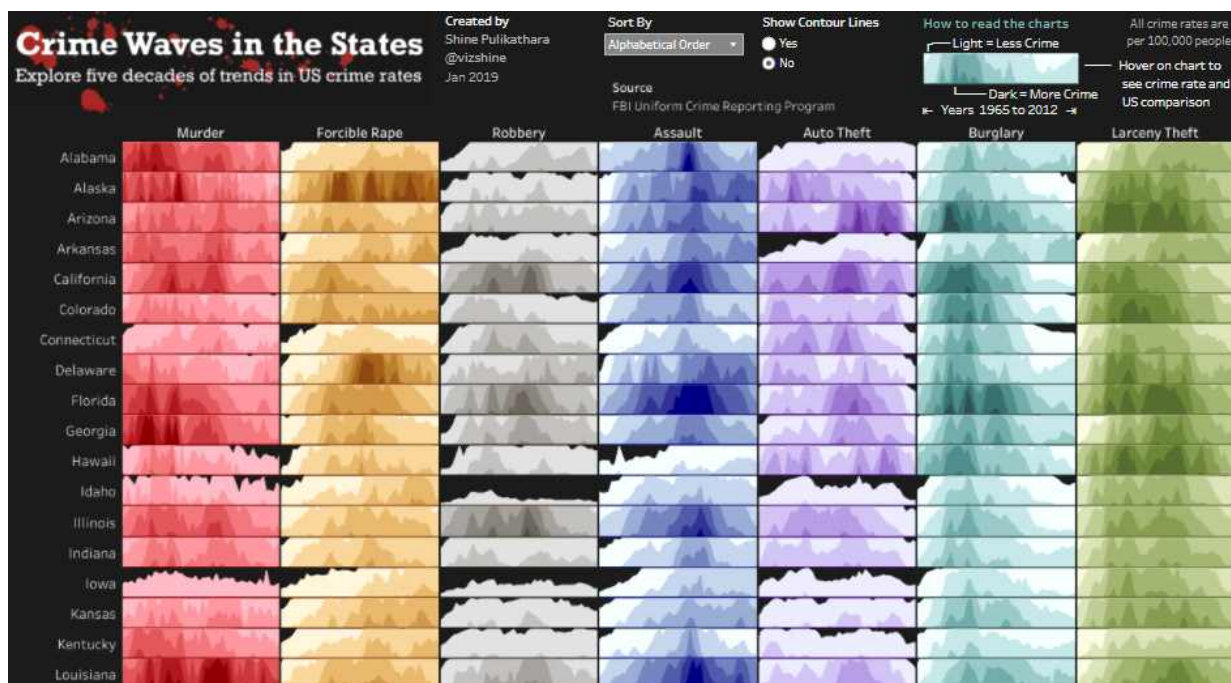 Crime Waves in the States
Explore five decades of trends in US crime rates
Created by
Shine Pulikathara
@vizshine
Jan 2019
Sort By
Alphabetical Order
Source
FBI Uniform Crime Reporting Program
Show Contour Lines
Yes
No
How to read the charts
Light = Less Crime
Dark = More Crime
Years 1965 to 2012
All crime rates are
per 100,000 people
Hover on chart to
see crime rate and
US comparison
Murder Forcible Rape Robbery Assault Auto Theft Burglary Larceny Theft
Alabama
Alaska
Arizona
Arkansas
California
Colorado
Connecticut
Delaware
Florida
Georgia
Hawaii
Idaho
Illinois
Indiana
Iowa
Kansas
Kentucky
Louisiana